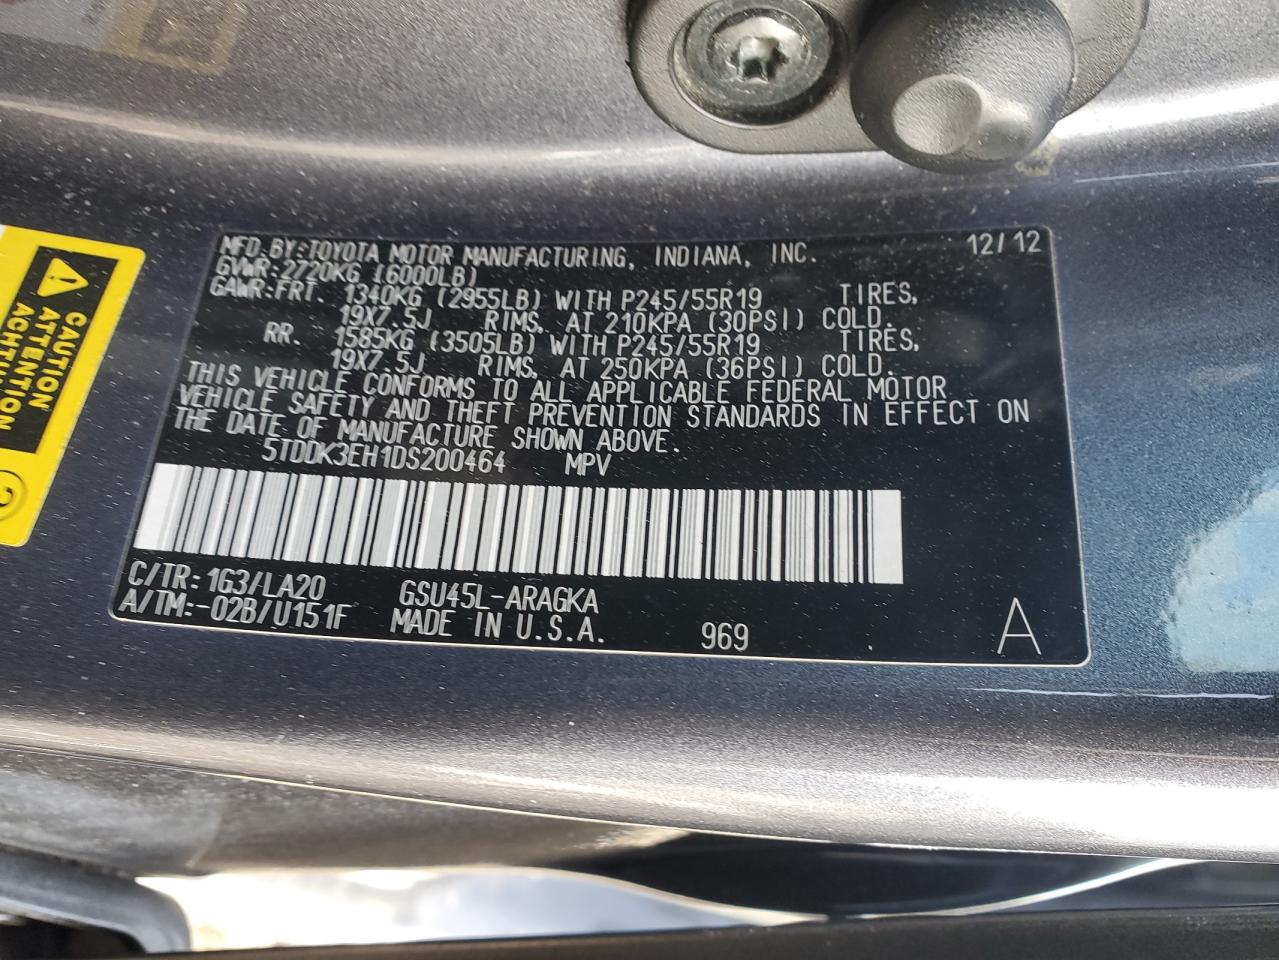 MFD. BY:TOYOTA MOTOR MANUFACTURING, INDIANA, INC. 12/12
GVWR:2720KG (6000LB)
GAWR:FRT. 1340KG (2955LB) WITH P245/55R19 TIRES,
19X7.5J RIMS, AT 210KPA (30PSI) COLD.
RR. 1585KG (3505LB) WITH P245/55R19 TIRES,
19X7.5J RIMS, AT 250KPA (36PSI) COLD.
THIS VEHICLE CONFORMS TO ALL APPLICABLE FEDERAL MOTOR
VEHICLE SAFETY AND THEFT PREVENTION STANDARDS IN EFFECT ON
THE DATE OF MANUFACTURE SHOWN ABOVE.
5TDDK3EH1DS200464 MPV
C/TR: 1G3/LA20 GSU45L-ARAGKA
A/TM:-02B/U151F MADE IN U.S.A. 969 A
CAUTION
ATTENTION
ACHTUNG